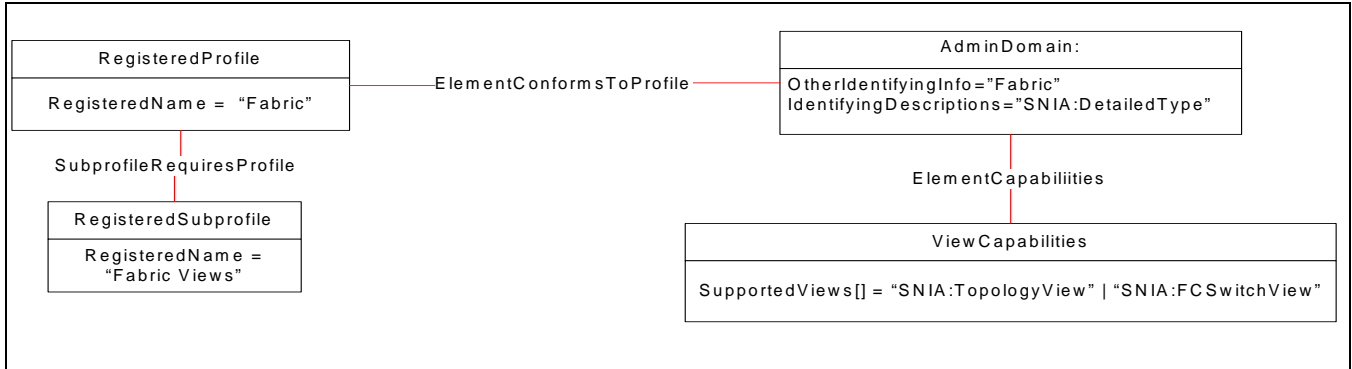 RegisteredProfile
RegisteredName = “Fabric”
ElementConformsToProfile
AdminDomain:
OtherIdentifyingInfo=”Fabric”
IdentifyingDescriptions=”SNIA:DetailedType”
SubprofileRequiresProfile
ElementCapabiliities
RegisteredSubprofile
RegisteredName =
“Fabric Views”
ViewCapabilities
SupportedViews[] = “SNIA:TopologyView” | “SNIA:FCSwitchView”